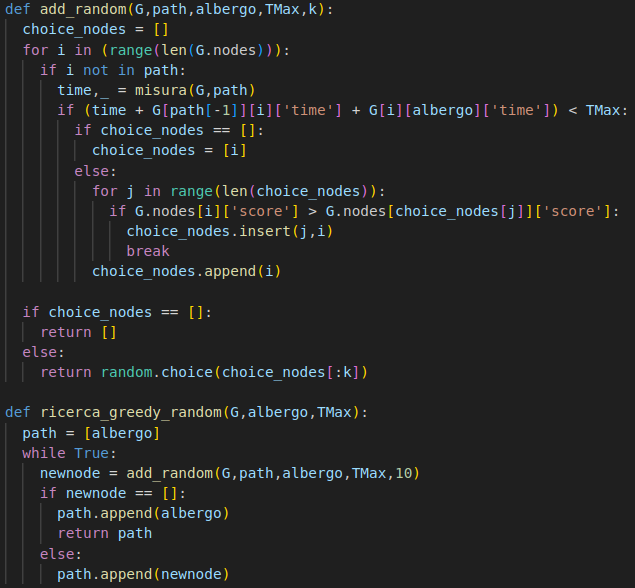 def add_random(G,path,albergo,TMax,k):
  choice_nodes = []
  for i in (range(len(G.nodes))):
    if i not in path:
      time,_ = misura(G,path)
      if (time + G[path[-1]][i]['time'] + G[i][albergo]['time']) < TMax:
        if choice_nodes == []:
          choice_nodes = [i]
        else:
          for j in range(len(choice_nodes)):
            if G.nodes[i]['score'] > G.nodes[choice_nodes[j]]['score']:
              choice_nodes.insert(j,i)
              break
          choice_nodes.append(i)

  if choice_nodes == []:
    return []
  else:
    return random.choice(choice_nodes[:k])

def ricerca_greedy_random(G,albergo,TMax):
  path = [albergo]
  while True:
    newnode = add_random(G,path,albergo,TMax,10)
    if newnode == []:
      path.append(albergo)
      return path
    else:
      path.append(newnode)